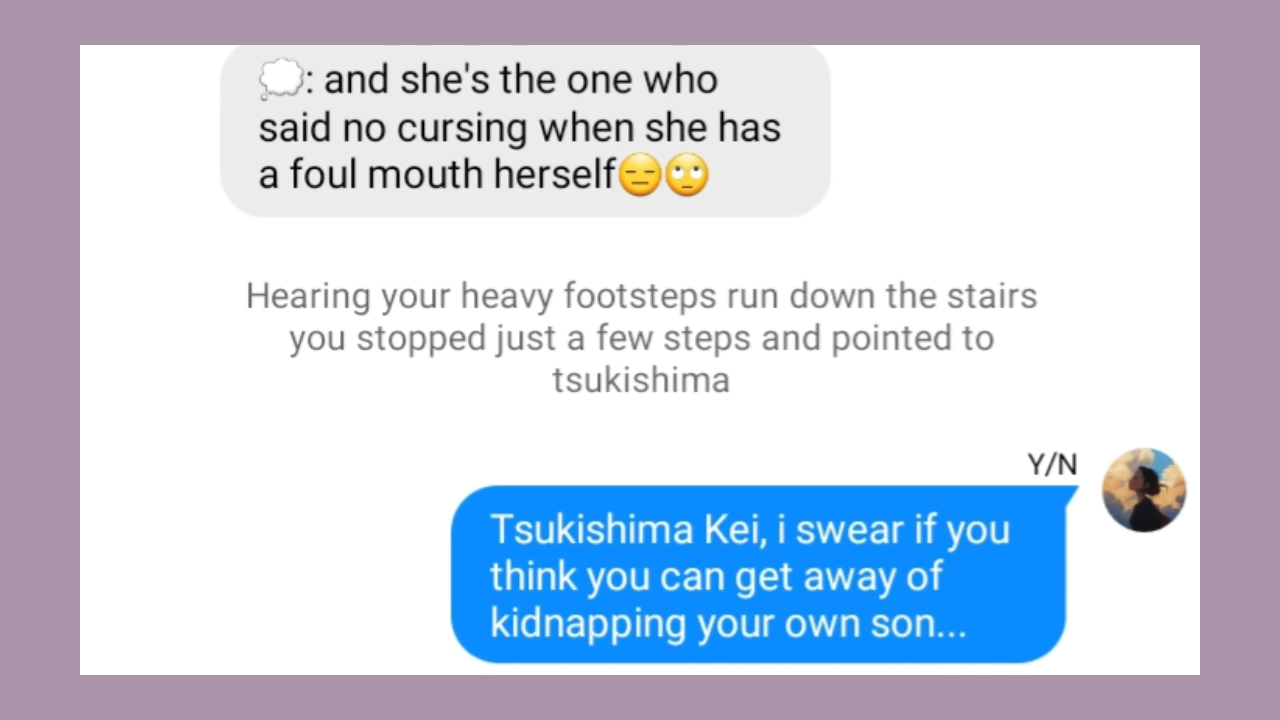 💭: and she's the one who
said no cursing when she has
a foul mouth herself😑🙄
Hearing your heavy footsteps run down the stairs
you stopped just a few steps and pointed to
tsukishima
Y/N
Tsukishima Kei, i swear if you
think you can get away of
kidnapping your own son...